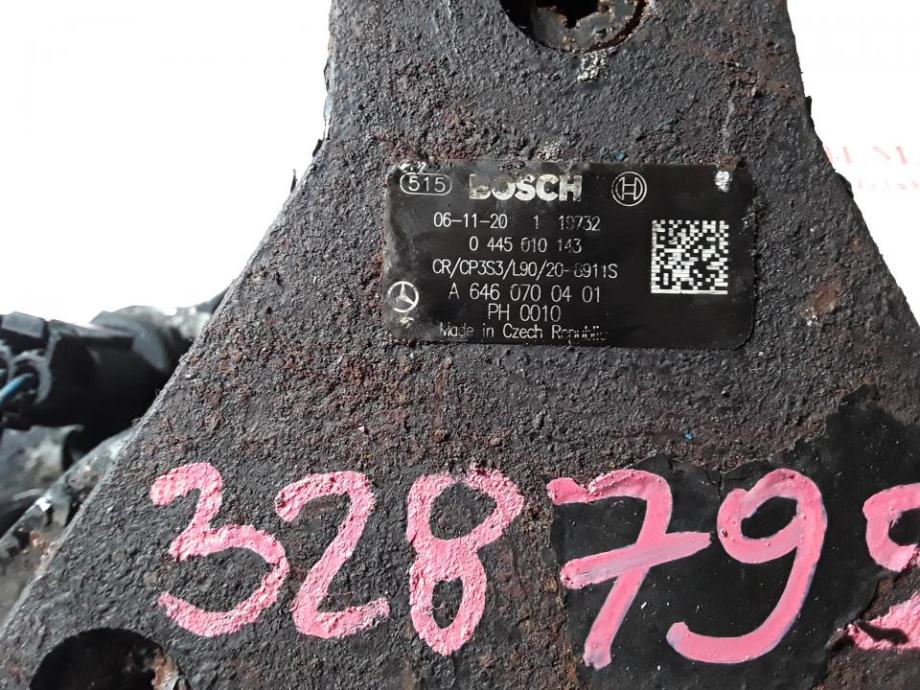 515 BOSCH
06-11-20 1 19732
0 445 010 143
CR/CP3S3/L90/20-8911S
A 646 070 04 01
PH 0010
Made in Czech Republic
32879